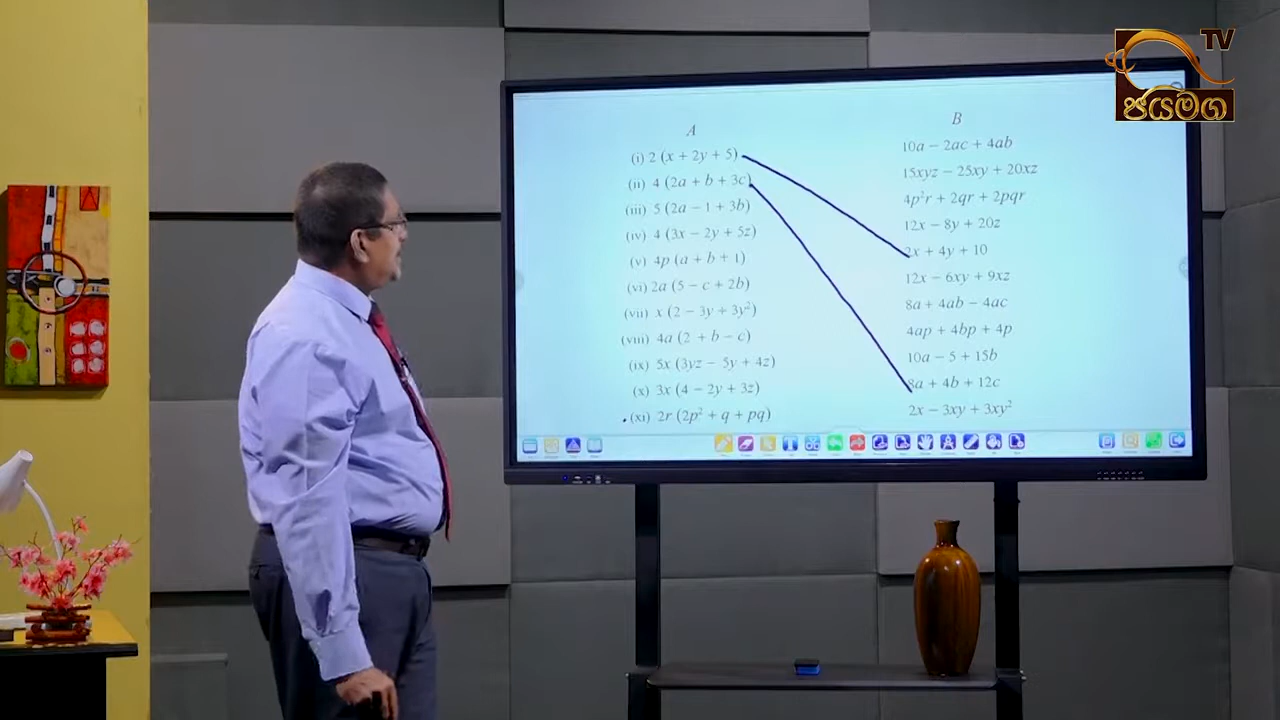 TV
ජයමග
A
B
(i) 2 (x + 2y + 5)
(ii) 4 (2a + b + 3c)
(iii) 5 (2a − 1 + 3b)
(iv) 4 (3x − 2y + 5z)
(v) 4p (a + b + 1)
(vi) 2a (5 − c + 2b)
(vii) x (2 − 3y + 3y²)
(viii) 4a (2 + b − c)
(ix) 5x (3yz − 5y + 4z)
(x) 3x (4 − 2y + 3z)
(xi) 2r (2p² + q + pq)
10a − 2ac + 4ab
15xyz − 25xy + 20xz
4p²r + 2qr + 2pqr
12x − 8y + 20z
2x + 4y + 10
12x − 6xy + 9xz
8a + 4ab − 4ac
4ap + 4bp + 4p
10a − 5 + 15b
8a + 4b + 12c
2x − 3xy + 3xy²